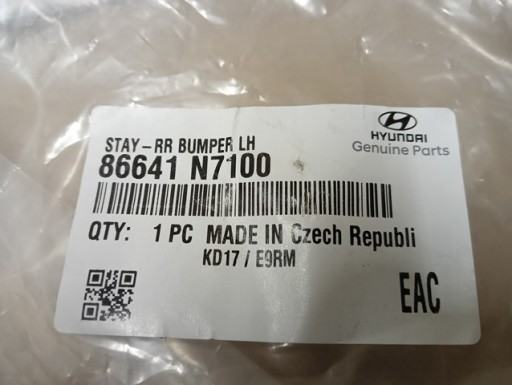 STAY-RR BUMPER LH
HYUNDAI
86641 N7100
Genuine Parts
QTY: 1 PC MADE IN Czech Republi
KD17 / E9RM
EAC